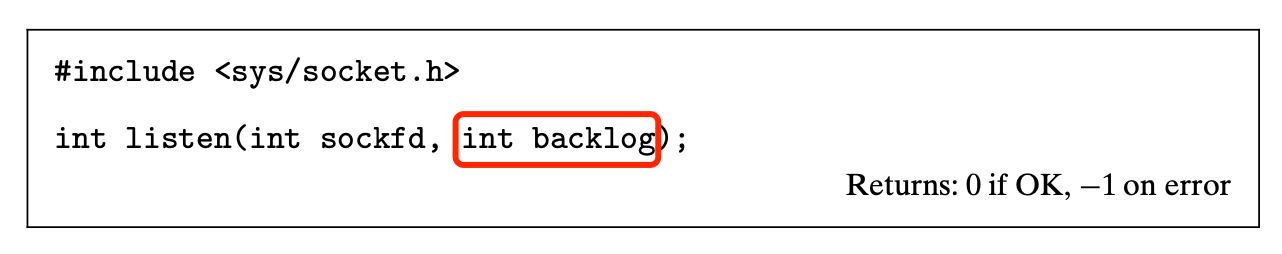 #include <sys/socket.h>
int listen(int sockfd, int backlog);
Returns: 0 if OK, −1 on error